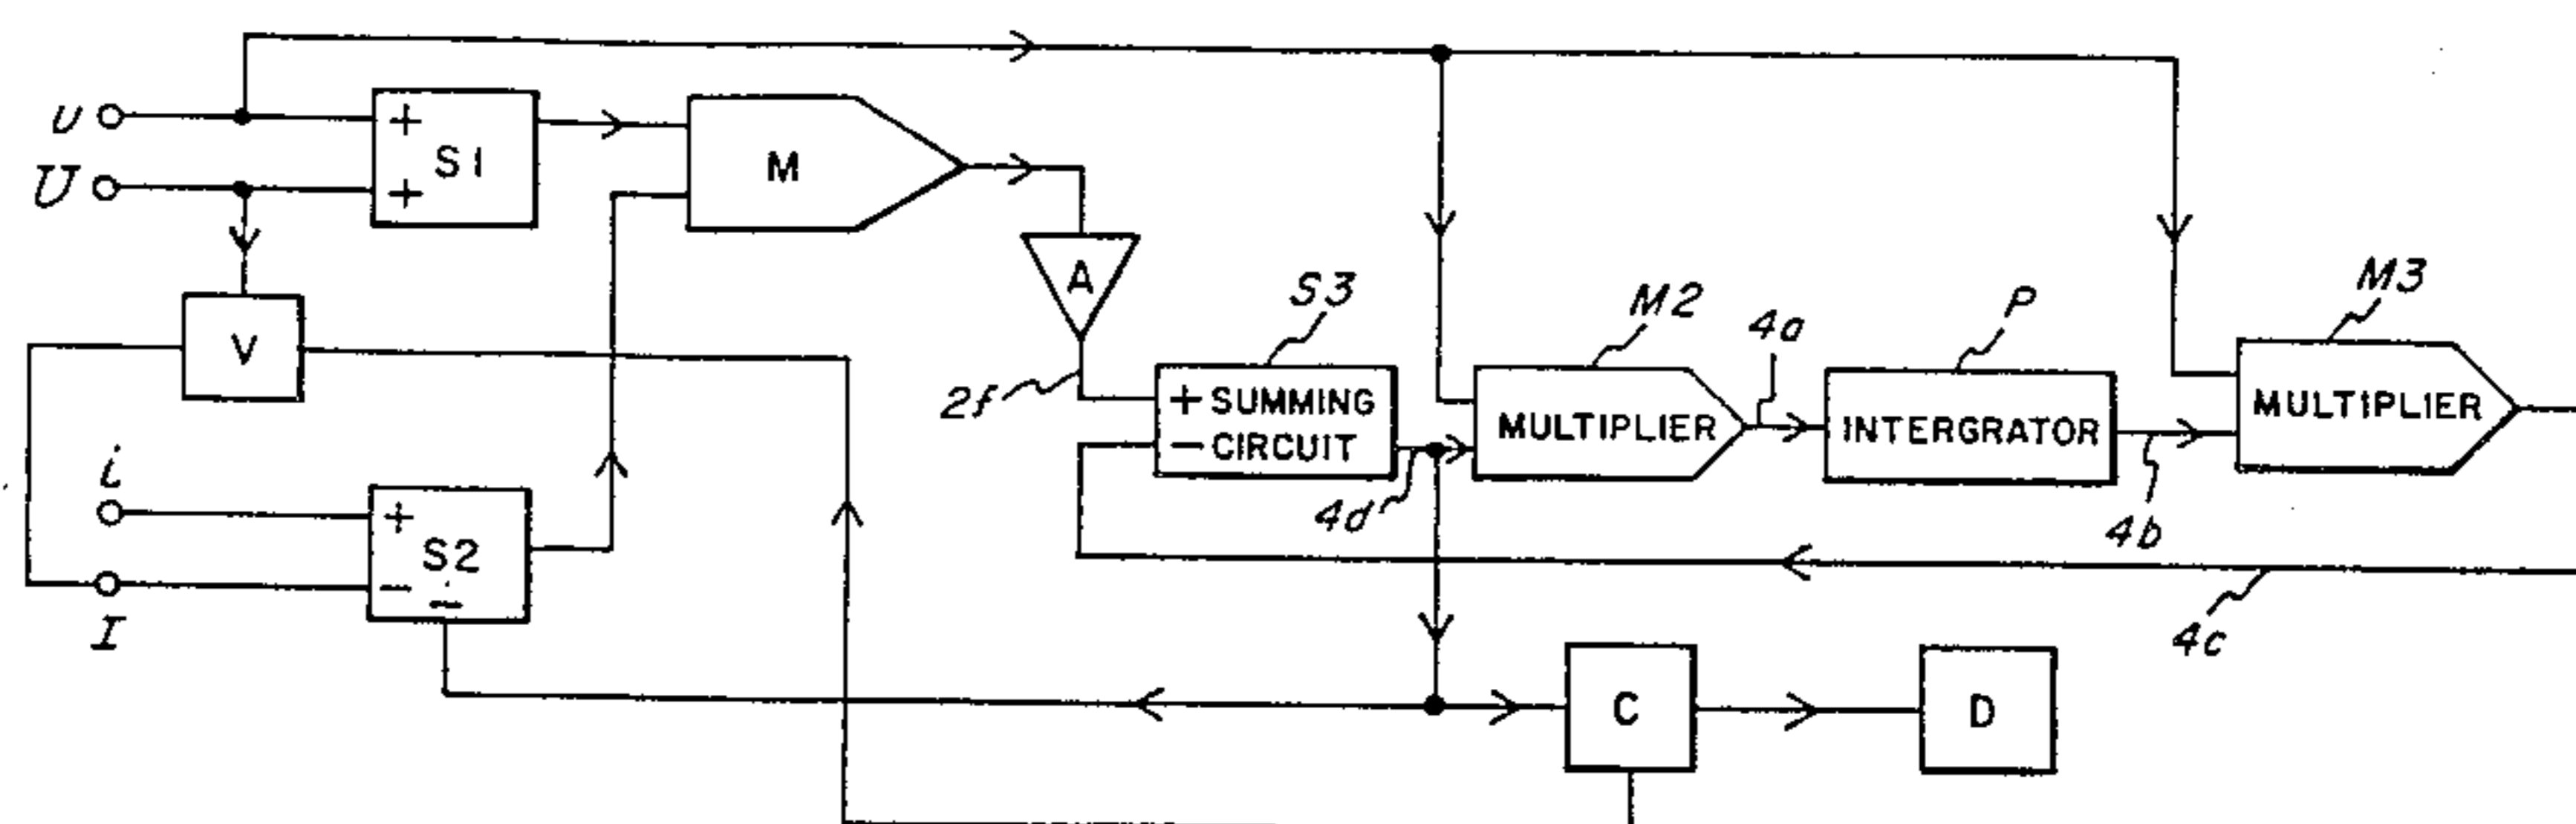 u
+
S1
M
U
+
A
S3
M2
4a
P
M3
V
2f
+ SUMMING
- CIRCUIT
MULTIPLIER
INTERGRATOR
MULTIPLIER
i
+
S2
-
-
I
4d
4b
4c
C
D